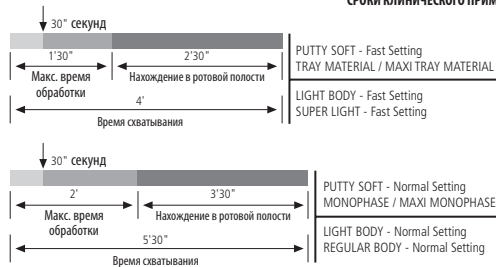 СРОКИ КЛИНИЧЕСКОГО
30" секунд
1'30" 2'30"
Макс. время обработки
Нахождение в ротовой полости
4'
Время схватывания
PUTTY SOFT - Fast Setting
TRAY MATERIAL / MAXI TRAY MATERIAL
LIGHT BODY - Fast Setting
SUPER LIGHT - Fast Setting
30" секунд
2' 3'30"
Макс. время обработки
Нахождение в ротовой полости
5'30"
Время схватывания
PUTTY SOFT - Normal Setting
MONOPHASE / MAXI MONOPHASE
LIGHT BODY - Normal Setting
REGULAR BODY - Normal Setting